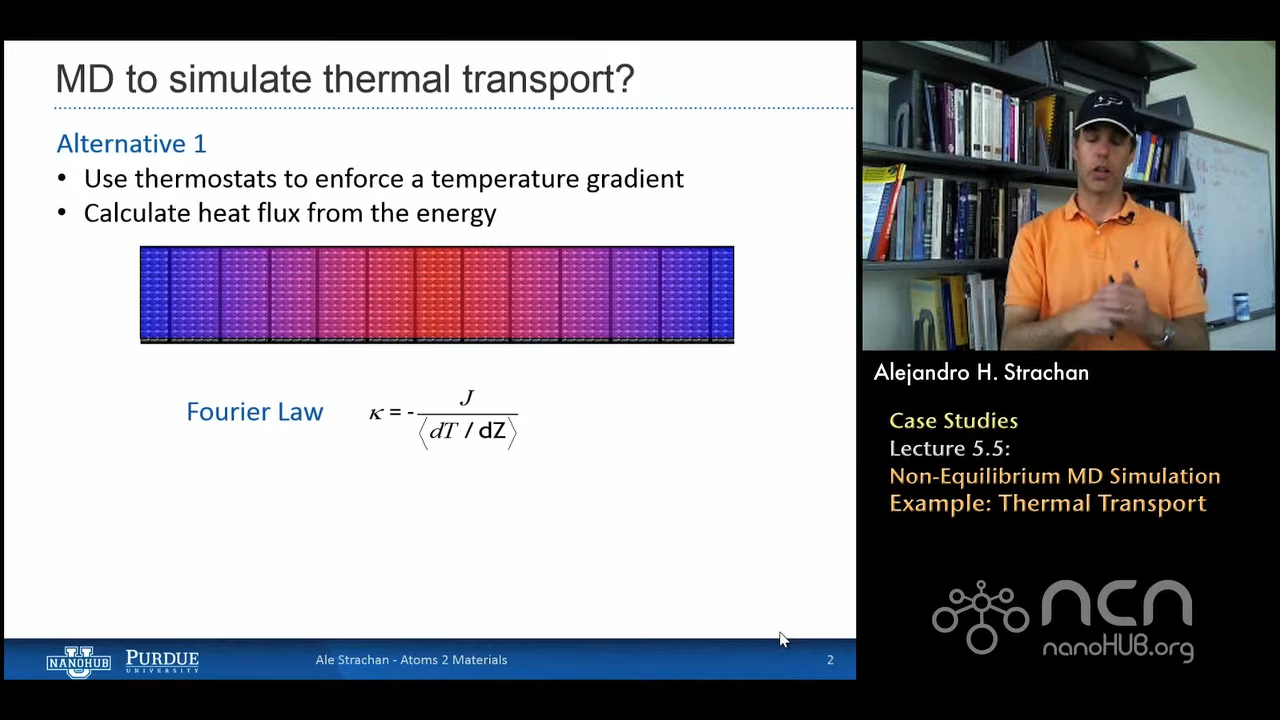 MD to simulate thermal transport?
Alternative 1
• Use thermostats to enforce a temperature gradient
• Calculate heat flux from the energy
Fourier Law κ = - J / ⟨dT / dZ⟩
NANOHUB U PURDUE UNIVERSITY
Ale Strachan - Atoms 2 Materials
2
Alejandro H. Strachan
Case Studies
Lecture 5.5:
Non-Equilibrium MD Simulation
Example: Thermal Transport
ncn
nanoHUB.org